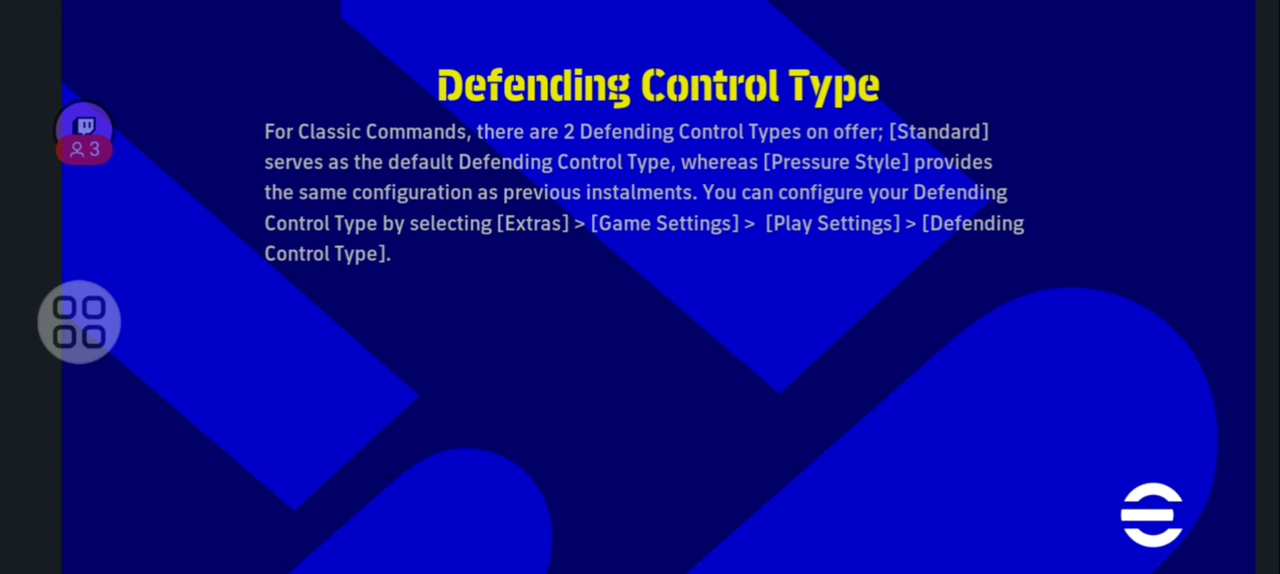 Defending Control Type
For Classic Commands, there are 2 Defending Control Types on offer; [Standard]
serves as the default Defending Control Type, whereas [Pressure Style] provides
the same configuration as previous instalments. You can configure your Defending
Control Type by selecting [Extras] > [Game Settings] >  [Play Settings] > [Defending
Control Type].
3